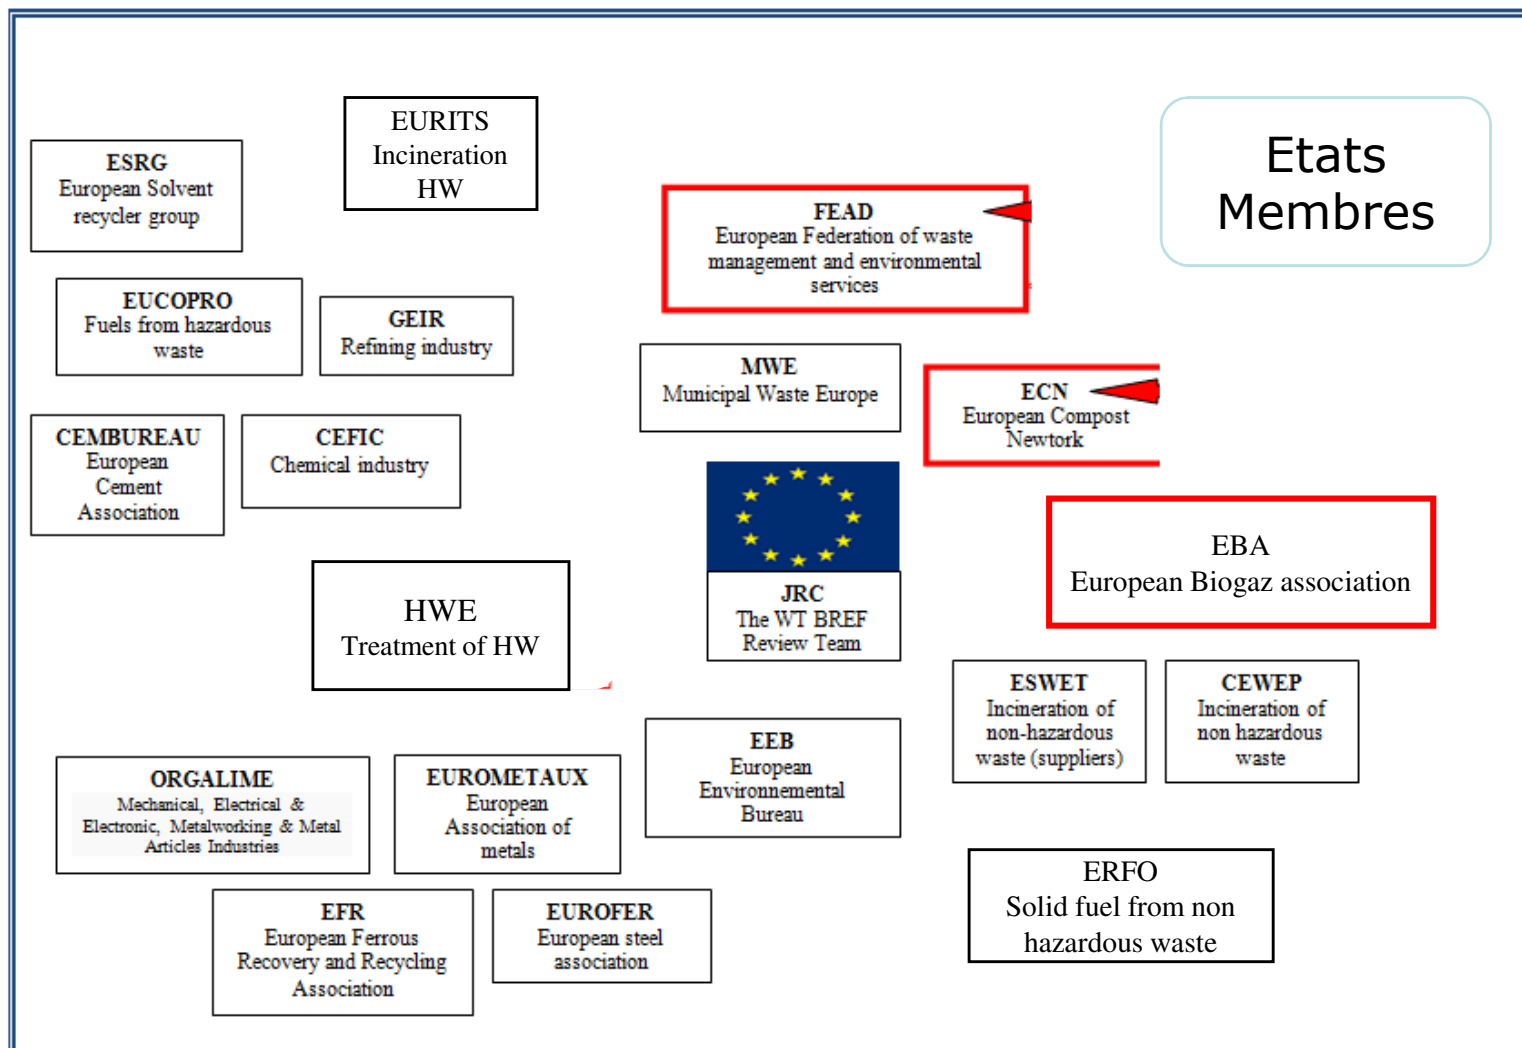 EURITS
Incineration
HW
Etats
Membres
ESRG
European Solvent
recycler group
FEAD
European Federation of waste
management and environmental
services
EUCOPRO
Fuels from hazardous
waste
GEIR
Refining industry
MWE
Municipal Waste Europe
ECN
European Compost
Newtork
CEMBUREAU
European
Cement
Association
CEFIC
Chemical industry
EBA
European Biogaz association
HWE
Treatment of HW
JRC
The WT BREF
Review Team
ESWET
Incineration of
non-hazardous
waste (suppliers)
CEWEP
Incineration of
non hazardous
waste
EEB
European
Environnemental
Bureau
ORGALIME
Mechanical, Electrical &
Electronic, Metalworking & Metal
Articles Industries
EUROMETAUX
European
Association of
metals
ERFO
Solid fuel from non
hazardous waste
EFR
European Ferrous
Recovery and Recycling
Association
EUROFER
European steel
association